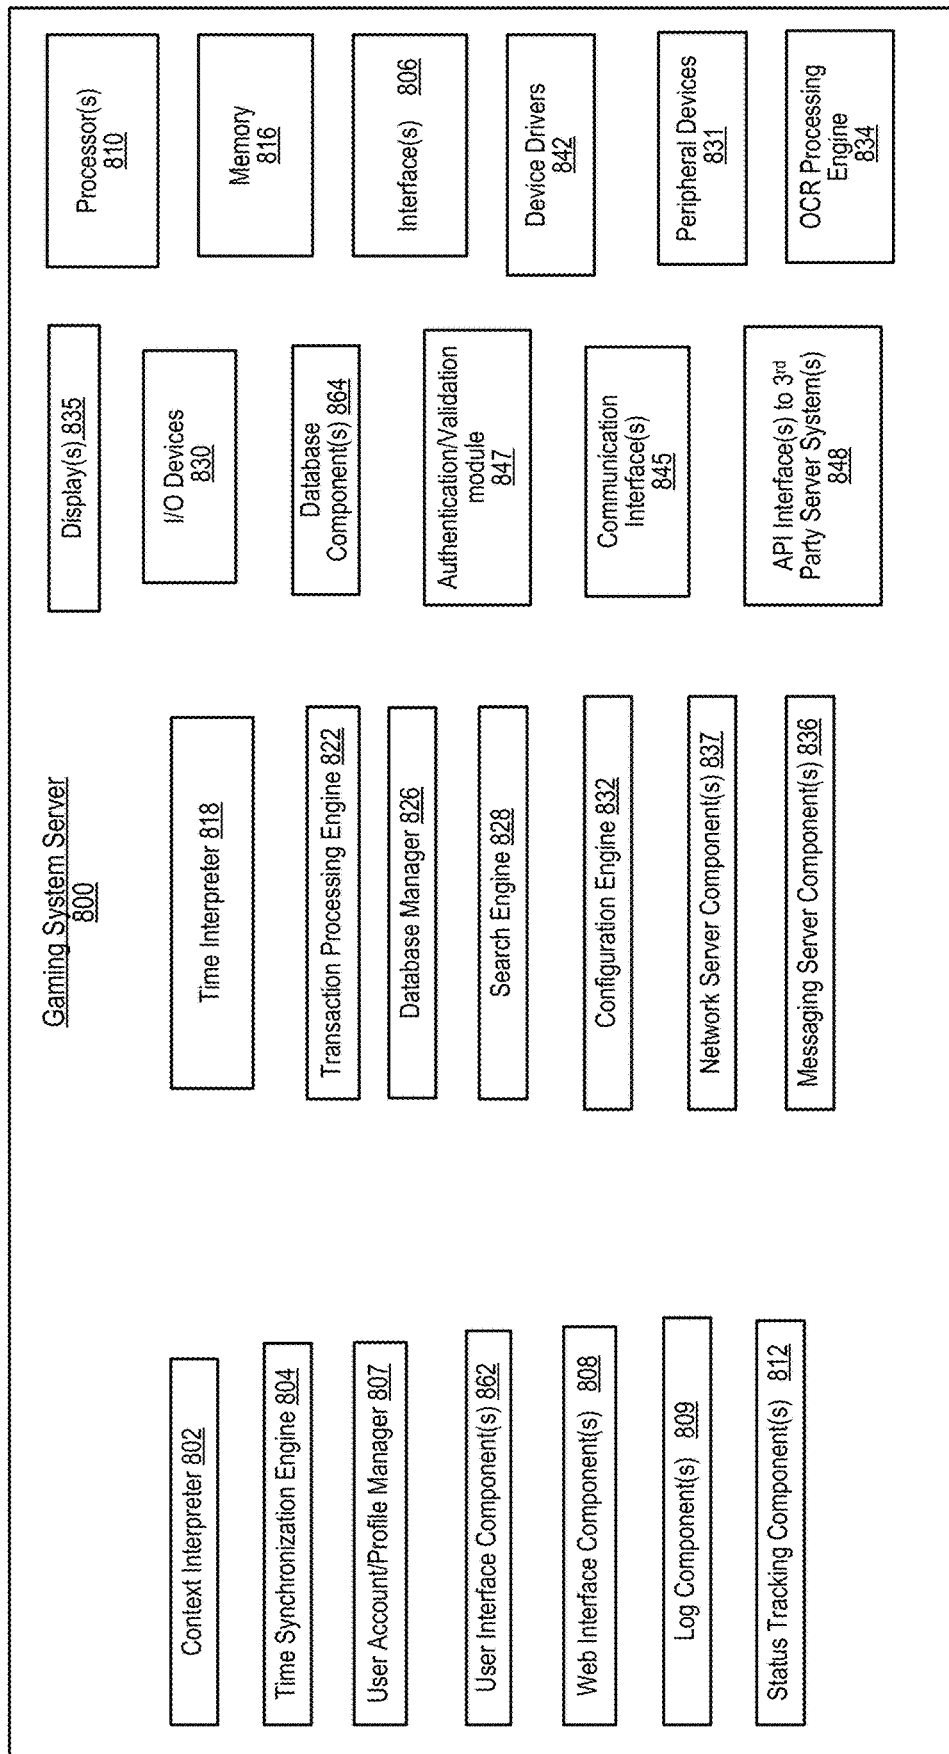 Gaming System Server
800
Context Interpreter 802
Time Synchronization Engine 804
User Account/Profile Manager 807
User Interface Component(s) 862
Web Interface Component(s) 808
Log Component(s) 809
Status Tracking Component(s) 812
Time Interpreter 818
Transaction Processing Engine 822
Database Manager 826
Search Engine 828
Configuration Engine 832
Network Server Component(s) 837
Messaging Server Component(s) 836
Display(s) 835
I/O Devices
830
Database
Component(s) 864
Authentication/Validation
module
847
Communication
Interface(s)
845
API Interface(s) to 3rd
Party Server System(s)
848
Processor(s)
810
Memory
816
Interface(s) 806
Device Drivers
842
Peripheral Devices
831
OCR Processing
Engine
834